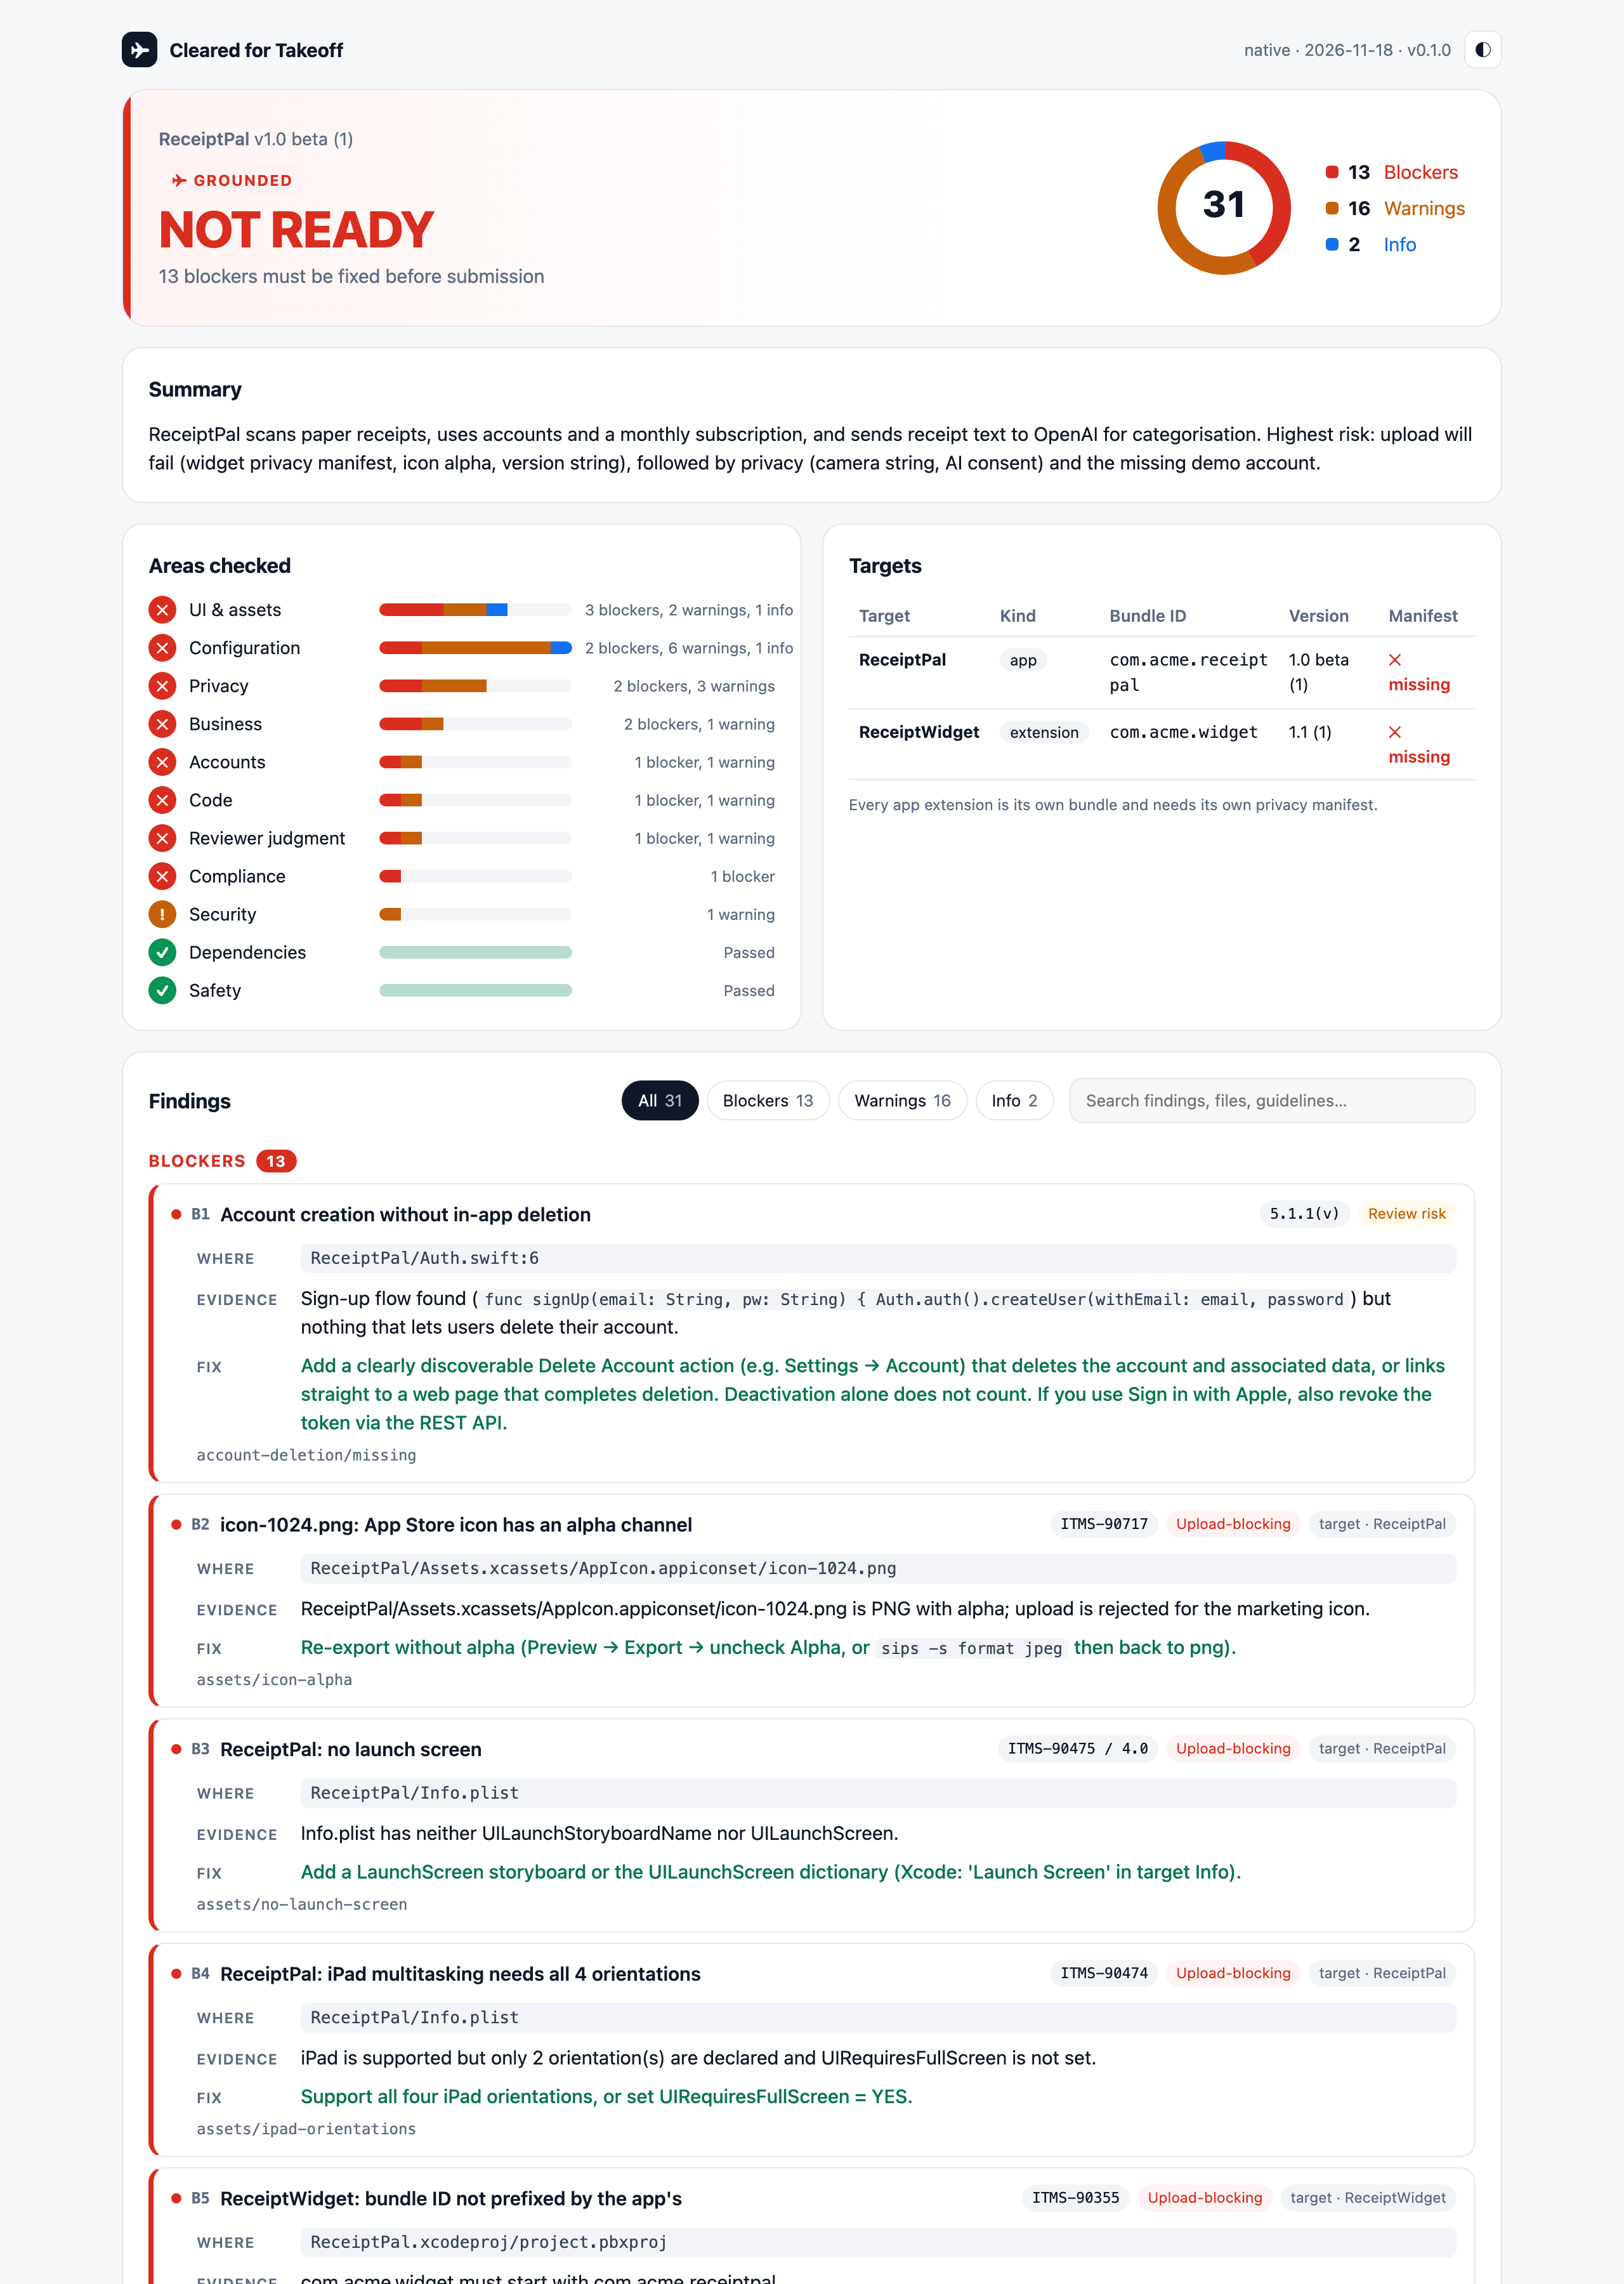 Cleared for Takeoff
native · 2026-11-18 · v0.1.0
ReceiptPal v1.0 beta (1)
GROUNDED
NOT READY
13 blockers must be fixed before submission
31
13 Blockers
16 Warnings
2 Info
Summary
ReceiptPal scans paper receipts, uses accounts and a monthly subscription, and sends receipt text to OpenAI for categorisation. Highest risk: upload will
fail (widget privacy manifest, icon alpha, version string), followed by privacy (camera string, AI consent) and the missing demo account.
Areas checked
UI & assets 3 blockers, 2 warnings, 1 info
Configuration 2 blockers, 6 warnings, 1 info
Privacy 2 blockers, 3 warnings
Business 2 blockers, 1 warning
Accounts 1 blocker, 1 warning
Code 1 blocker, 1 warning
Reviewer judgment 1 blocker, 1 warning
Compliance 1 blocker
Security 1 warning
Dependencies Passed
Safety Passed
Targets
Target Kind Bundle ID Version Manifest
ReceiptPal app com.acme.receipt 1.0 beta ✕
pal (1) missing
ReceiptWidget extension com.acme.widget 1.1 (1) ✕
missing
Every app extension is its own bundle and needs its own privacy manifest.
Findings
All 31 Blockers 13 Warnings 16 Info 2 Search findings, files, guidelines…
BLOCKERS 13
B1 Account creation without in-app deletion 5.1.1(v) Review risk
WHERE ReceiptPal/Auth.swift:6
EVIDENCE Sign-up flow found ( func signUp(email: String, pw: String) { Auth.auth().createUser(withEmail: email, password ) but
nothing that lets users delete their account.
FIX Add a clearly discoverable Delete Account action (e.g. Settings → Account) that deletes the account and associated data, or links
straight to a web page that completes deletion. Deactivation alone does not count. If you use Sign in with Apple, also revoke the
token via the REST API.
account-deletion/missing
B2 icon-1024.png: App Store icon has an alpha channel ITMS-90717 Upload-blocking target · ReceiptPal
WHERE ReceiptPal/Assets.xcassets/AppIcon.appiconset/icon-1024.png
EVIDENCE ReceiptPal/Assets.xcassets/AppIcon.appiconset/icon-1024.png is PNG with alpha; upload is rejected for the marketing icon.
FIX Re-export without alpha (Preview → Export → uncheck Alpha, or sips -s format jpeg then back to png).
assets/icon-alpha
B3 ReceiptPal: no launch screen ITMS-90475 / 4.0 Upload-blocking target · ReceiptPal
WHERE ReceiptPal/Info.plist
EVIDENCE Info.plist has neither UILaunchStoryboardName nor UILaunchScreen.
FIX Add a LaunchScreen storyboard or the UILaunchScreen dictionary (Xcode: 'Launch Screen' in target Info).
assets/no-launch-screen
B4 ReceiptPal: iPad multitasking needs all 4 orientations ITMS-90474 Upload-blocking target · ReceiptPal
WHERE ReceiptPal/Info.plist
EVIDENCE iPad is supported but only 2 orientation(s) are declared and UIRequiresFullScreen is not set.
FIX Support all four iPad orientations, or set UIRequiresFullScreen = YES.
assets/ipad-orientations
B5 ReceiptWidget: bundle ID not prefixed by the app's ITMS-90355 Upload-blocking target · ReceiptWidget
WHERE ReceiptPal.xcodeproj/project.pbxproj
EVIDENCE com.acme.widget must start with com.acme.receiptpal